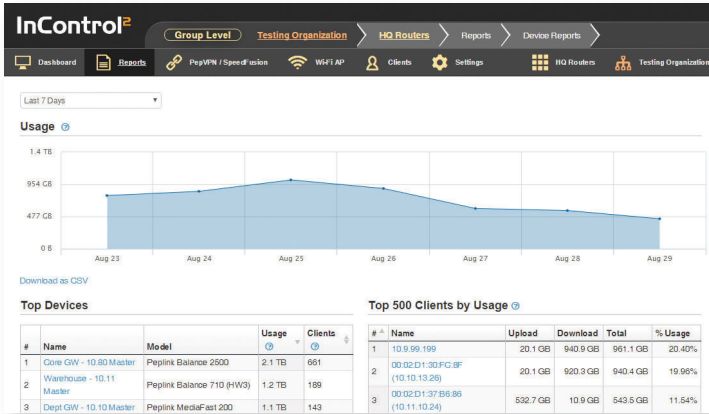 InControl²
Group Level
Testing Organization
HQ Routers
Reports
Device Reports
Dashboard
Reports
PepVPN / SpeedFusion
Wi-Fi AP
Clients
Settings
HQ Routers
Testing Organization
Last 7 Days
Usage
1.4 TB
954 GB
477 GB
0 B
Aug 23
Aug 24
Aug 25
Aug 26
Aug 27
Aug 28
Aug 29
Download as CSV
Top Devices
# Name Model Usage Clients
1 Core GW - 10.80 Master Peplink Balance 2500 2.1 TB 661
2 Warehouse - 10.11 Master Peplink Balance 710 (HW3) 1.2 TB 189
3 Dept GW - 10.10 Master Peplink MediaFast 200 1.1 TB 143
Top 500 Clients by Usage
# Name Upload Download Total % Usage
1 10.9.99.199 20.1 GB 940.9 GB 961.1 GB 20.40%
2 00:02:D1:30:FC:8F (10.10.13.26) 20.1 GB 920.3 GB 940.4 GB 19.96%
3 00:02:D1:37:B6:86 (10.11.10.24) 532.7 GB 10.9 GB 543.5 GB 11.54%